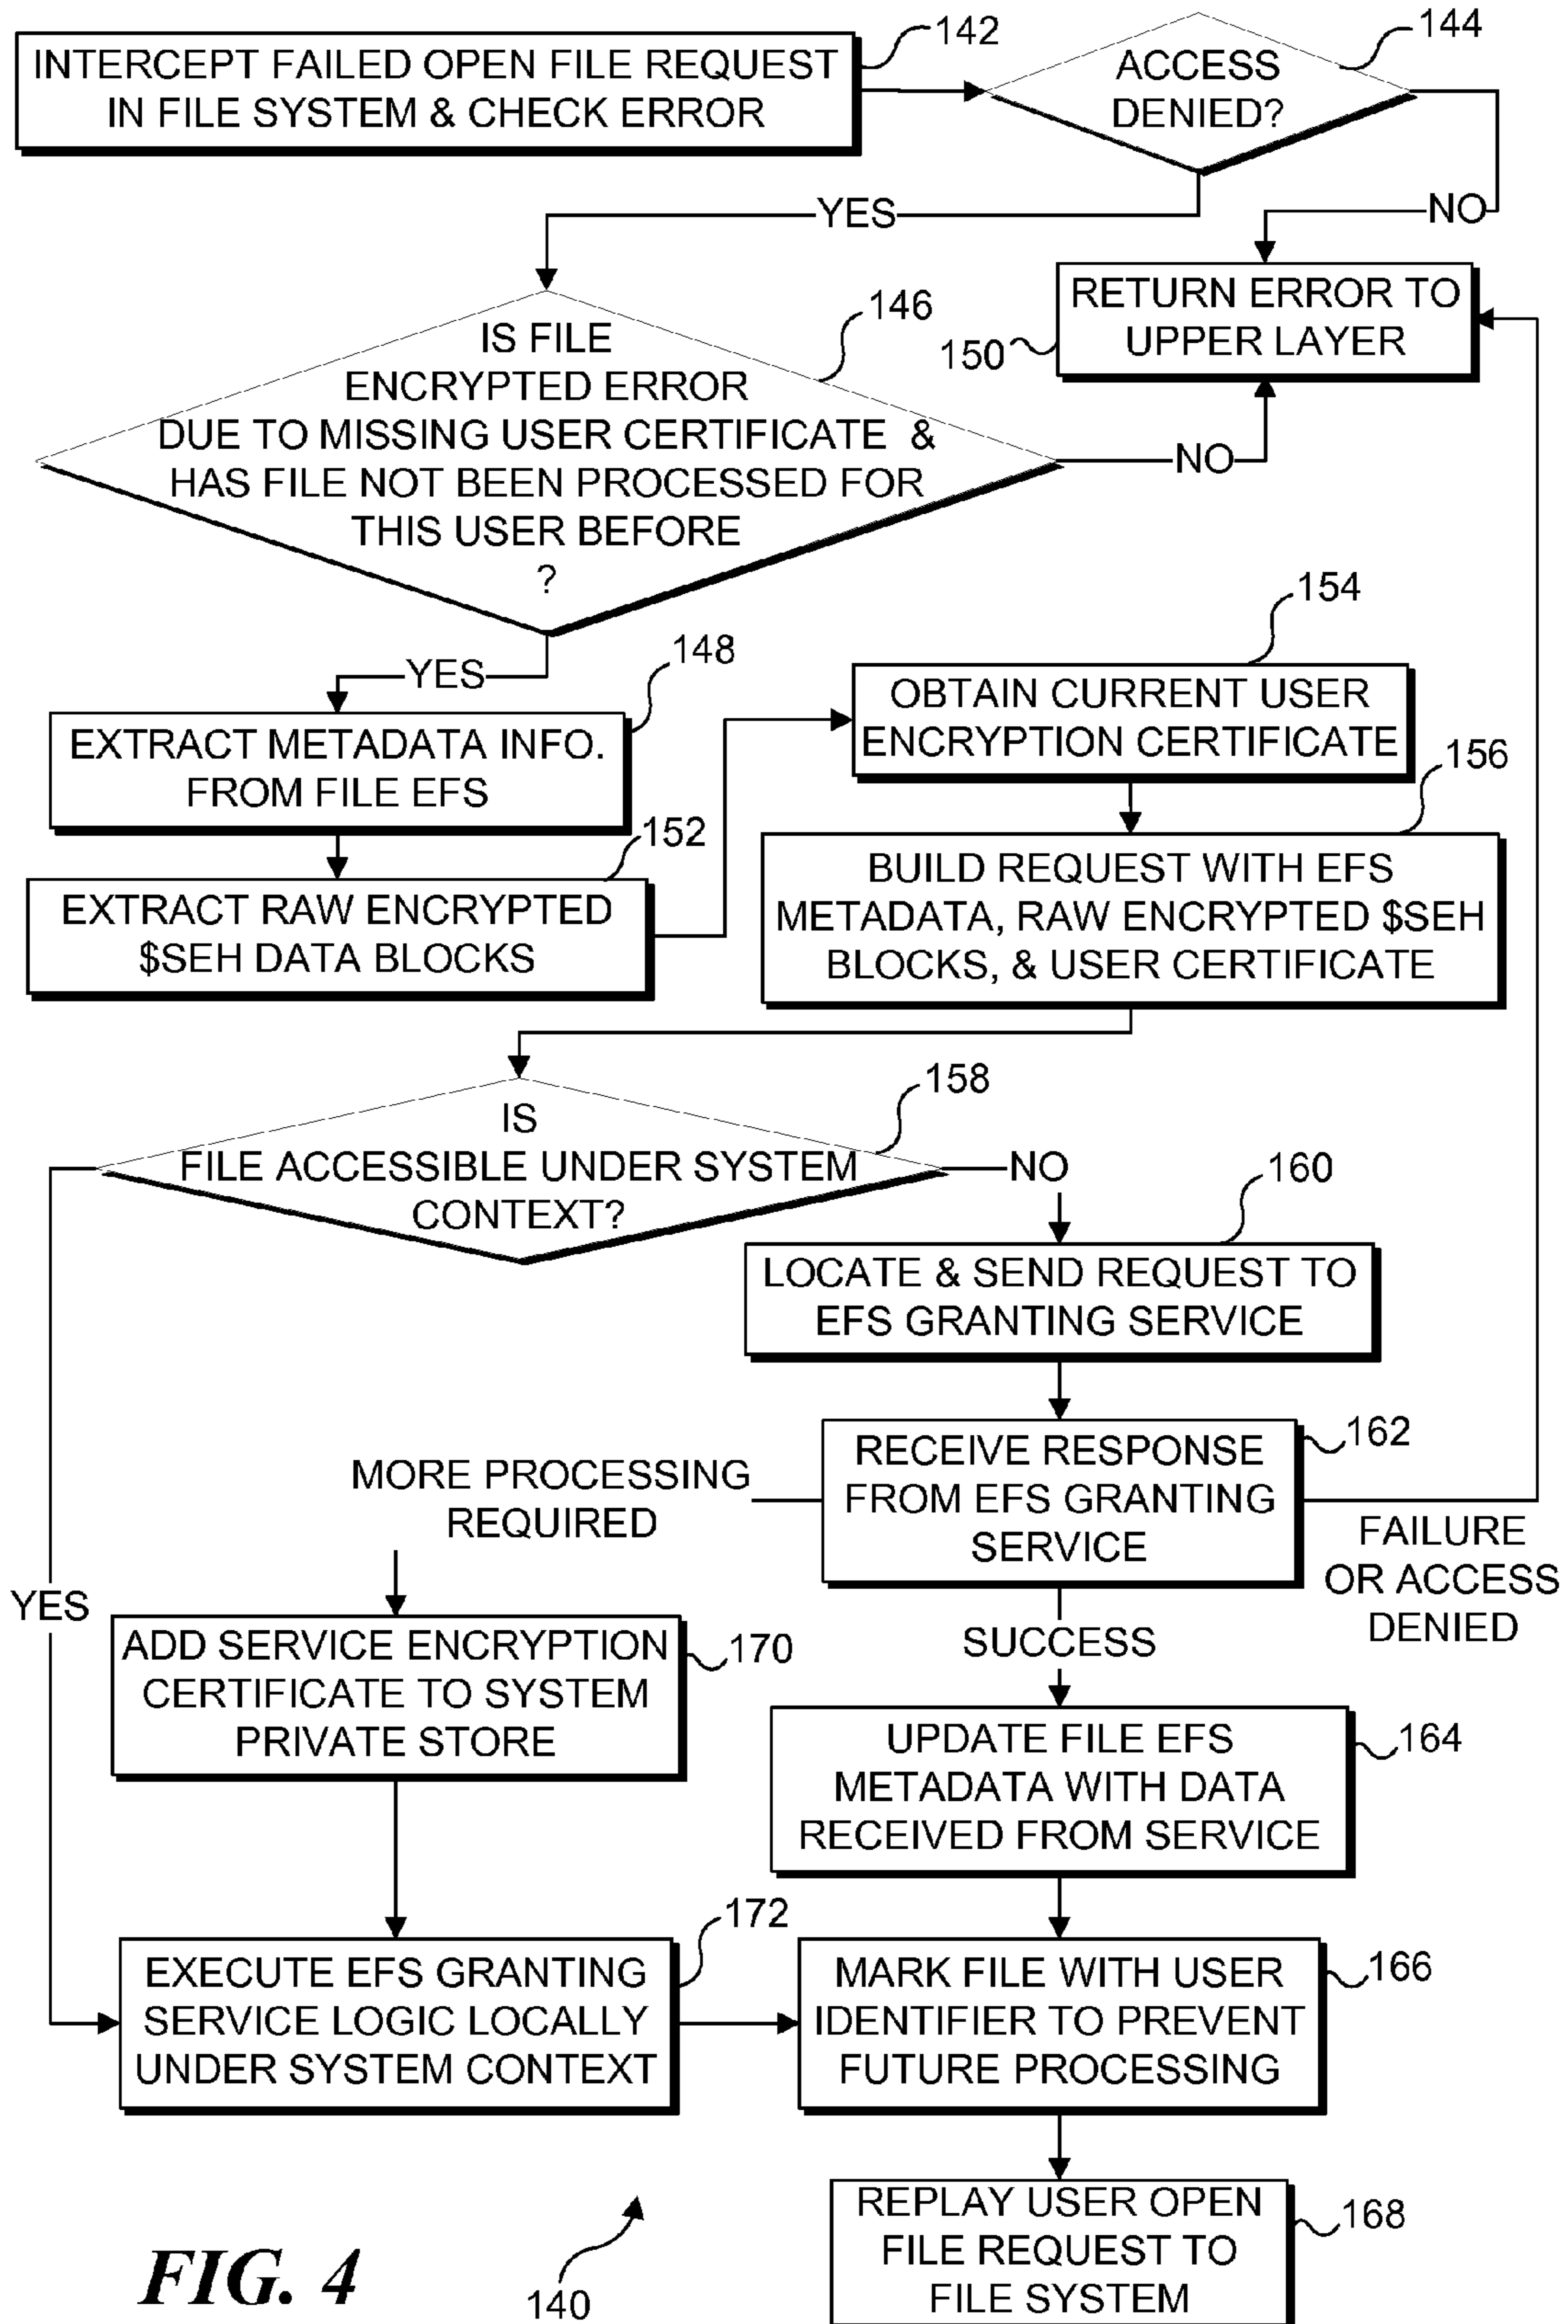 INTERCEPT FAILED OPEN FILE REQUEST
IN FILE SYSTEM & CHECK ERROR
142
ACCESS
DENIED?
144
YES
NO
RETURN ERROR TO
UPPER LAYER
150
IS FILE
ENCRYPTED ERROR
DUE TO MISSING USER CERTIFICATE &
HAS FILE NOT BEEN PROCESSED FOR
THIS USER BEFORE
?
146
NO
YES
EXTRACT METADATA INFO.
FROM FILE EFS
148
EXTRACT RAW ENCRYPTED
$SEH DATA BLOCKS
152
OBTAIN CURRENT USER
ENCRYPTION CERTIFICATE
154
BUILD REQUEST WITH EFS
METADATA, RAW ENCRYPTED $SEH
BLOCKS, & USER CERTIFICATE
156
IS
FILE ACCESSIBLE UNDER SYSTEM
CONTEXT?
158
NO
YES
LOCATE & SEND REQUEST TO
EFS GRANTING SERVICE
160
RECEIVE RESPONSE
FROM EFS GRANTING
SERVICE
162
MORE PROCESSING
REQUIRED
FAILURE
OR ACCESS
DENIED
SUCCESS
ADD SERVICE ENCRYPTION
CERTIFICATE TO SYSTEM
PRIVATE STORE
170
UPDATE FILE EFS
METADATA WITH DATA
RECEIVED FROM SERVICE
164
EXECUTE EFS GRANTING
SERVICE LOGIC LOCALLY
UNDER SYSTEM CONTEXT
172
MARK FILE WITH USER
IDENTIFIER TO PREVENT
FUTURE PROCESSING
166
REPLAY USER OPEN
FILE REQUEST TO
FILE SYSTEM
168
FIG. 4
140